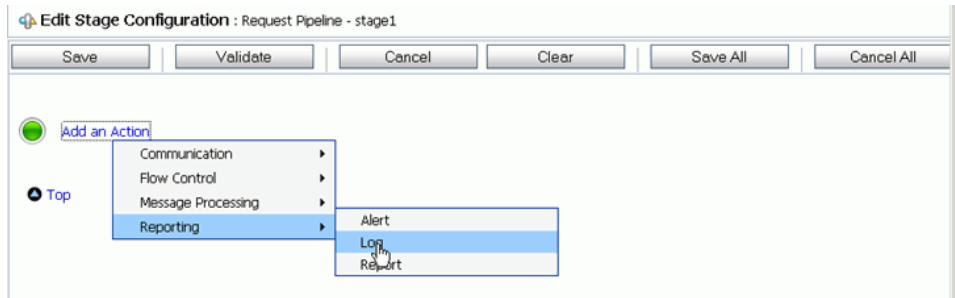 Edit Stage Configuration : Request Pipeline - stage1
Save Validate Cancel Clear Save All Cancel All
Add an Action
Communication
Flow Control
Top
Message Processing
Reporting
Alert
Log
Report